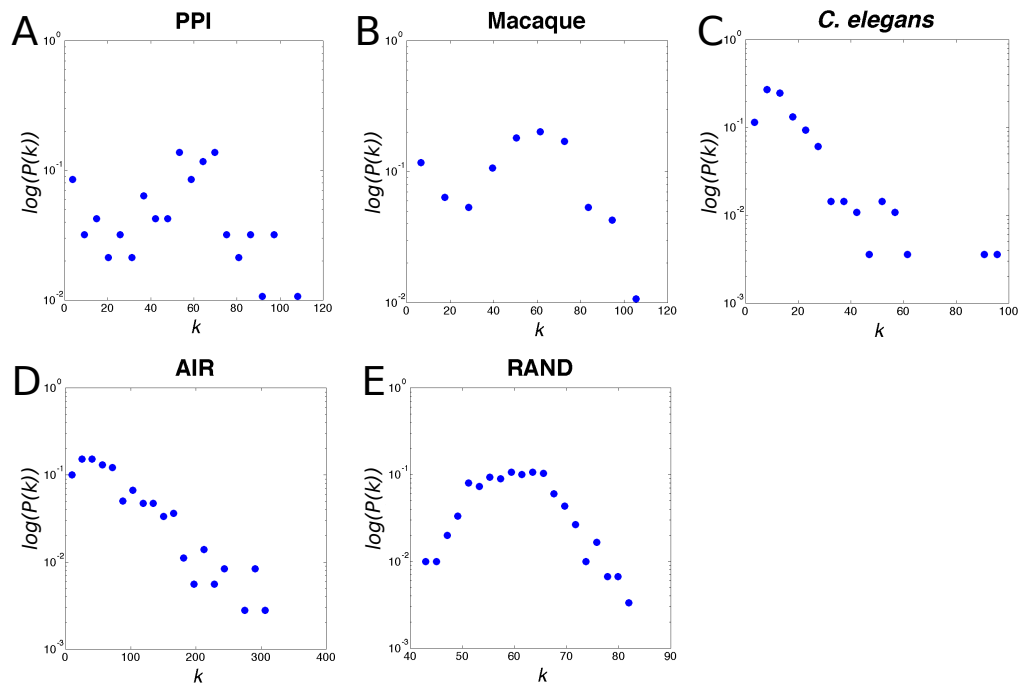 A PPI
10^0
10^-1
10^-2
log(P(k))
0 20 40 60 80 100 120
k
B Macaque
10^0
10^-1
10^-2
log(P(k))
0 20 40 60 80 100 120
k
C C. elegans
10^0
10^-1
10^-2
10^-3
log(P(k))
0 20 40 60 80 100
k
D AIR
10^0
10^-1
10^-2
10^-3
log(P(k))
0 100 200 300 400
k
E RAND
10^0
10^-1
10^-2
10^-3
log(P(k))
40 50 60 70 80 90
k